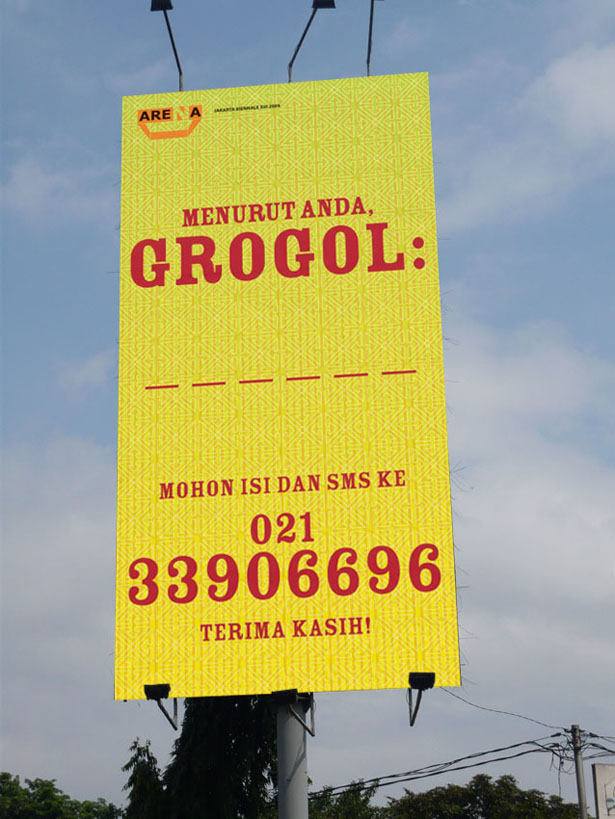 ARENA
JAKARTA BIENNALE XIII 2009
MENURUT ANDA,
GROGOL:
MOHON ISI DAN SMS KE
021
33906696
TERIMA KASIH!